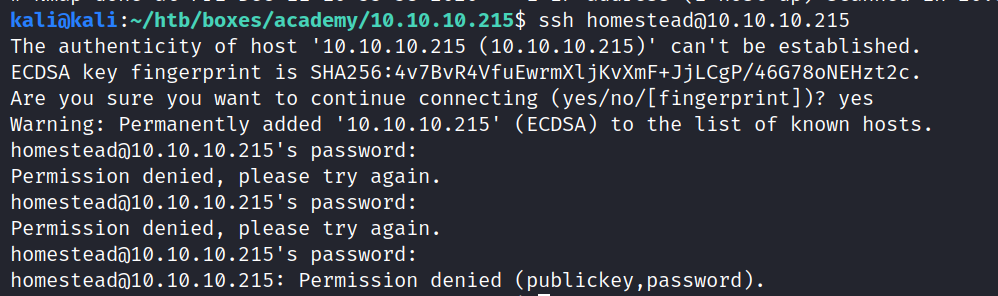 kali@kali:~/htb/boxes/academy/10.10.10.215$ ssh homestead@10.10.10.215
The authenticity of host '10.10.10.215 (10.10.10.215)' can't be established.
ECDSA key fingerprint is SHA256:4v7BvR4VfuEwrmXljKvXmF+JjLCgP/46G78oNEHzt2c.
Are you sure you want to continue connecting (yes/no/[fingerprint])? yes
Warning: Permanently added '10.10.10.215' (ECDSA) to the list of known hosts.
homestead@10.10.10.215's password:
Permission denied, please try again.
homestead@10.10.10.215's password:
Permission denied, please try again.
homestead@10.10.10.215's password:
homestead@10.10.10.215: Permission denied (publickey,password).